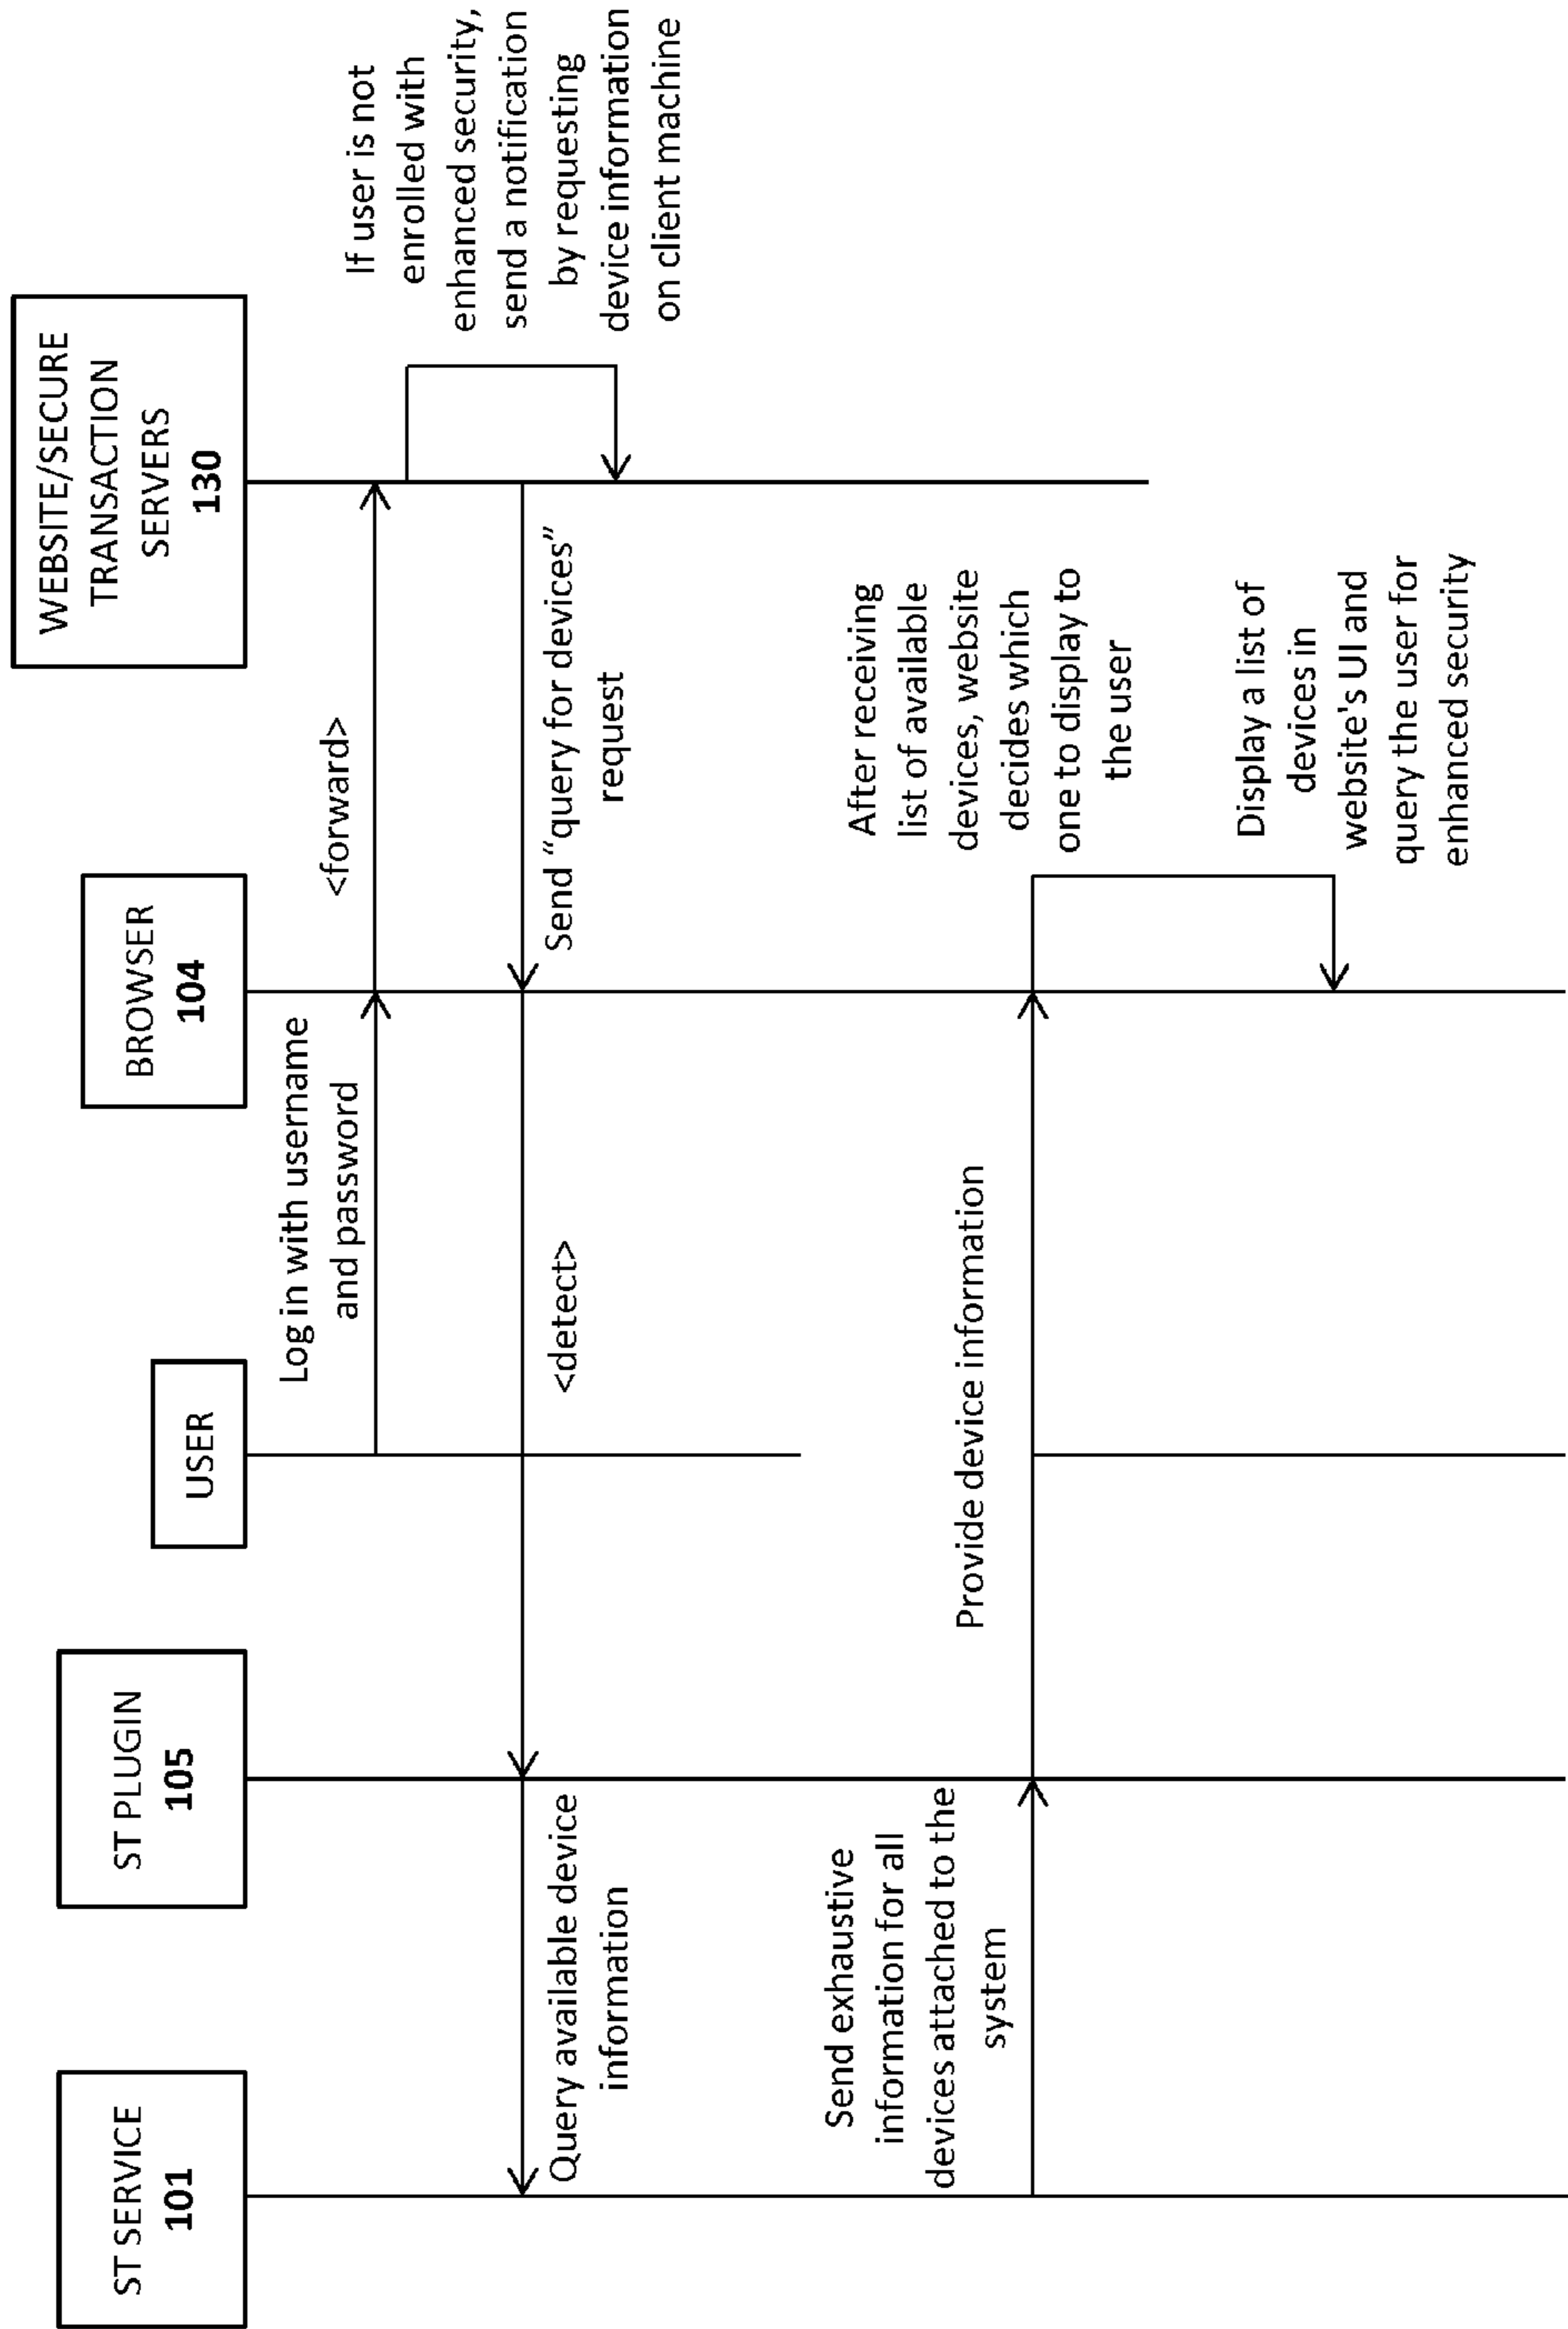 ST SERVICE
101
ST PLUGIN
105
USER
BROWSER
104
WEBSITE/SECURE
TRANSACTION
SERVERS
130
Log in with username
and password
<forward>
If user is not
enrolled with
enhanced security,
send a notification
by requesting
device information
on client machine
Query available device
information
<detect>
Send “query for devices”
request
Send exhaustive
information for all
devices attached to the
system
Provide device information
After receiving
list of available
devices, website
decides which
one to display to
the user
Display a list of
devices in
website's UI and
query the user for
enhanced security